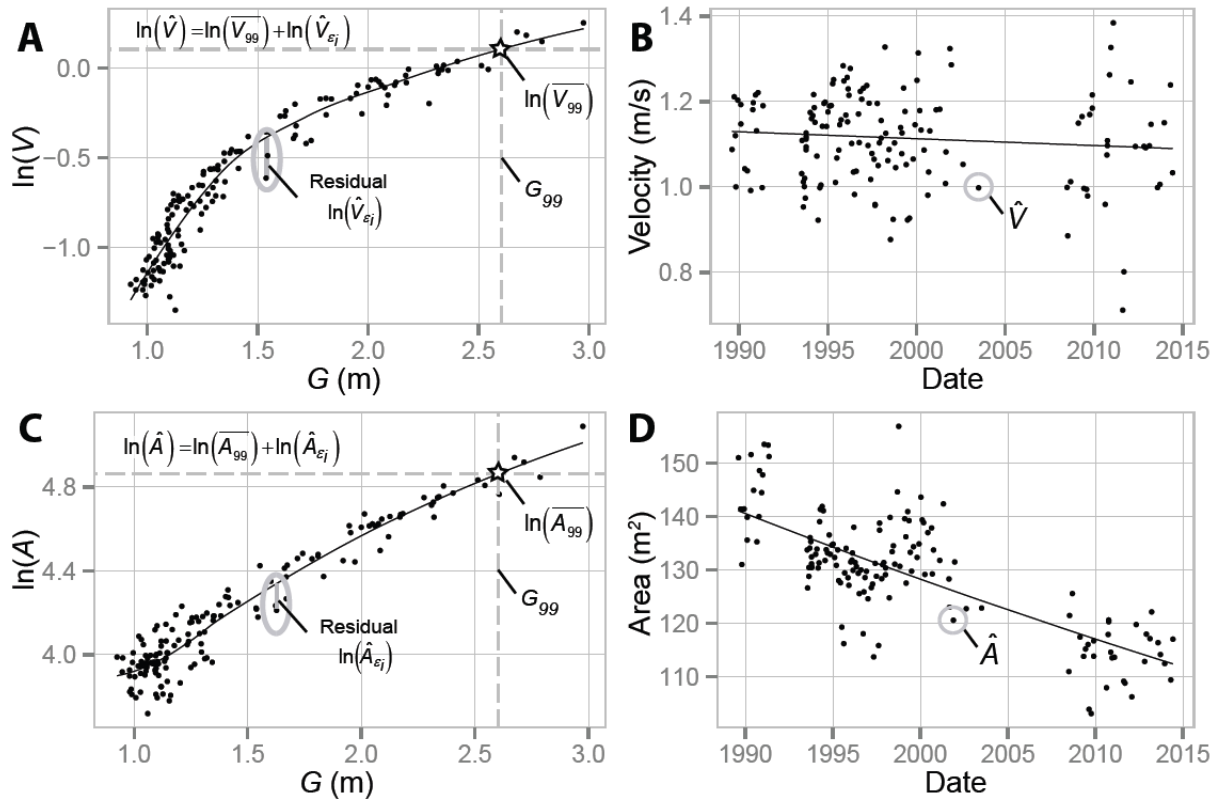 A
ln(V̂) = ln(V̅₉₉) + ln(V̂εᵢ)
ln(V̅₉₉)
G₉₉
Residual
ln(V̂εᵢ)
ln(V)
0.0
−0.5
−1.0
1.0 1.5 2.0 2.5 3.0
G (m)
B
Velocity (m/s)
1.4
1.2
1.0
0.8
V̂
1990 1995 2000 2005 2010 2015
Date
C
ln(Â) = ln(A̅₉₉) + ln(Âεᵢ)
ln(A̅₉₉)
G₉₉
Residual
ln(Âεᵢ)
ln(A)
4.8
4.4
4.0
1.0 1.5 2.0 2.5 3.0
G (m)
D
Area (m²)
150
140
130
120
110
Â
1990 1995 2000 2005 2010 2015
Date